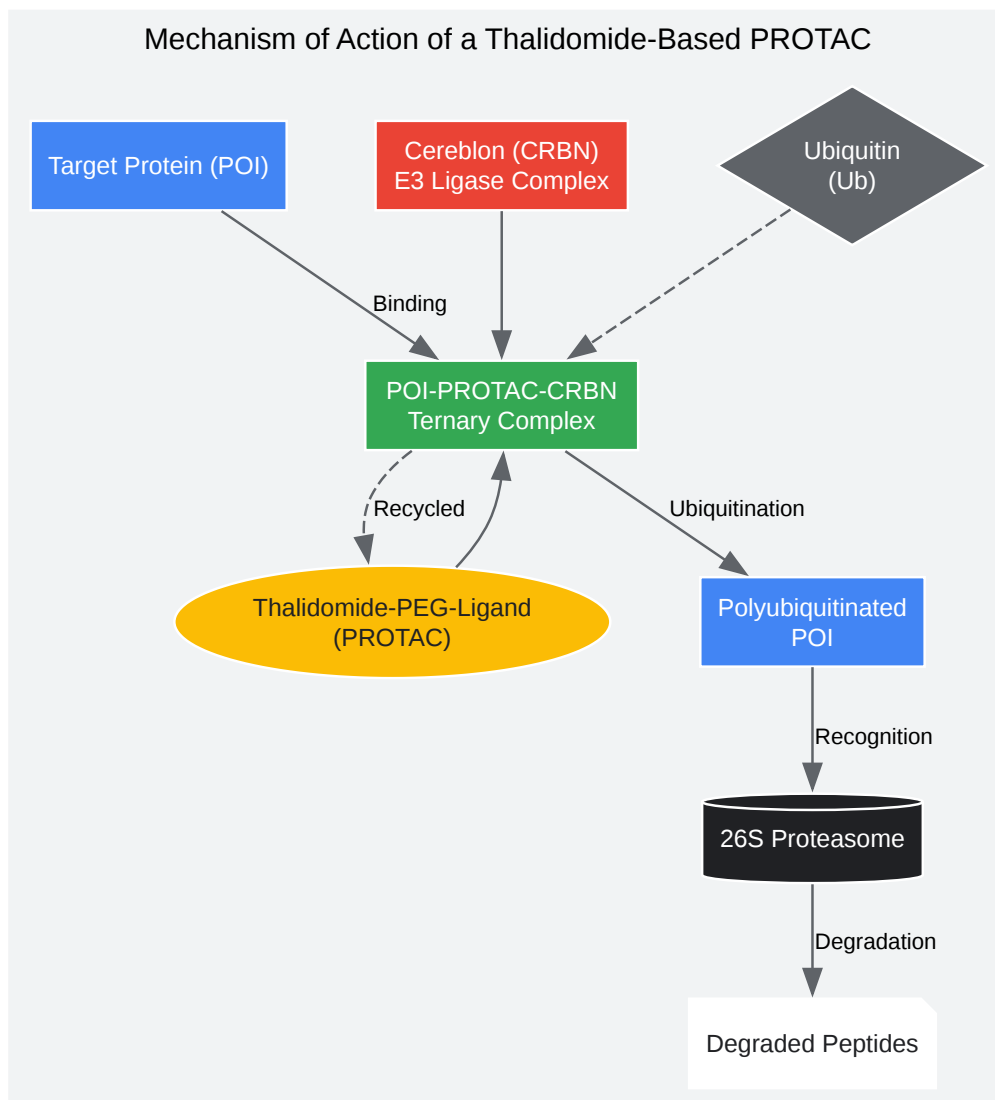 Mechanism of Action of a Thalidomide-Based PROTAC
Target Protein (POI)
Cereblon (CRBN)
E3 Ligase Complex
Ubiquitin
(Ub)
Binding
POI-PROTAC-CRBN
Ternary Complex
Recycled
Ubiquitination
Thalidomide-PEG-Ligand
(PROTAC)
Polyubiquitinated
POI
Recognition
26S Proteasome
Degradation
Degraded Peptides